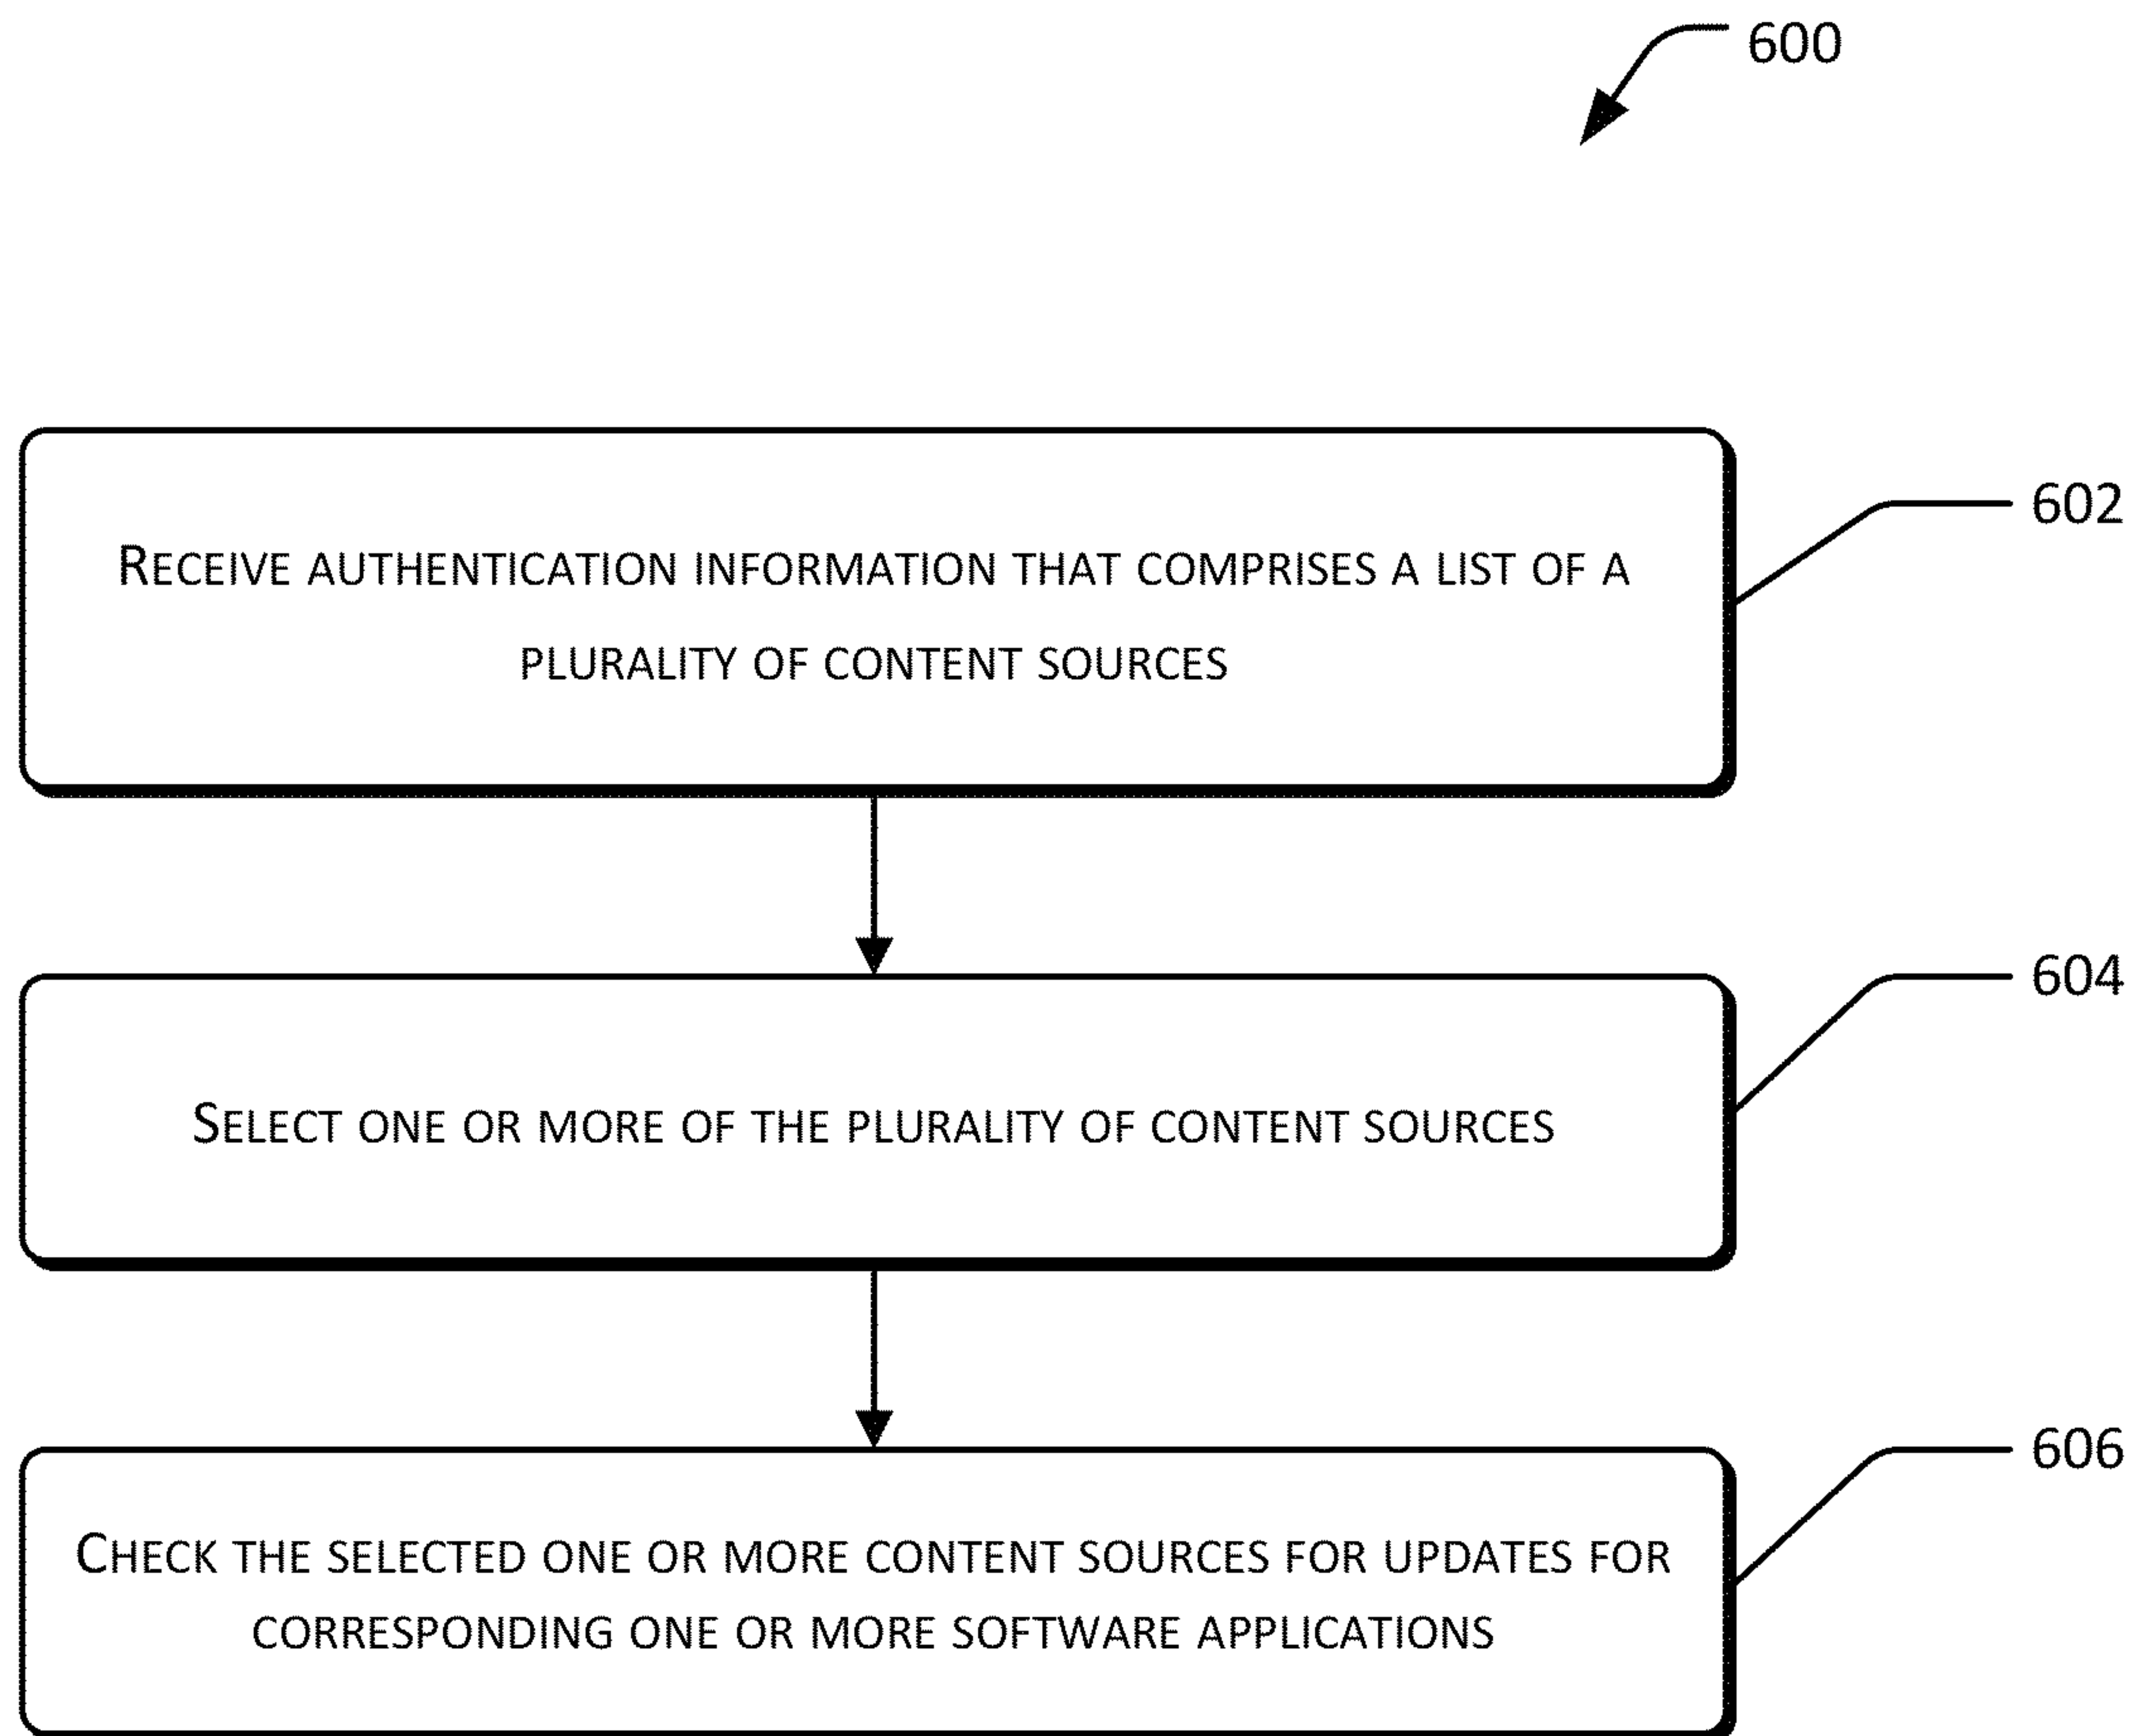 600
RECEIVE AUTHENTICATION INFORMATION THAT COMPRISES A LIST OF A
602
PLURALITY OF CONTENT SOURCES
604
SELECT ONE OR MORE OF THE PLURALITY OF CONTENT SOURCES
606
CHECK THE SELECTED ONE OR MORE CONTENT SOURCES FOR UPDATES FOR
CORRESPONDING ONE OR MORE SOFTWARE APPLICATIONS